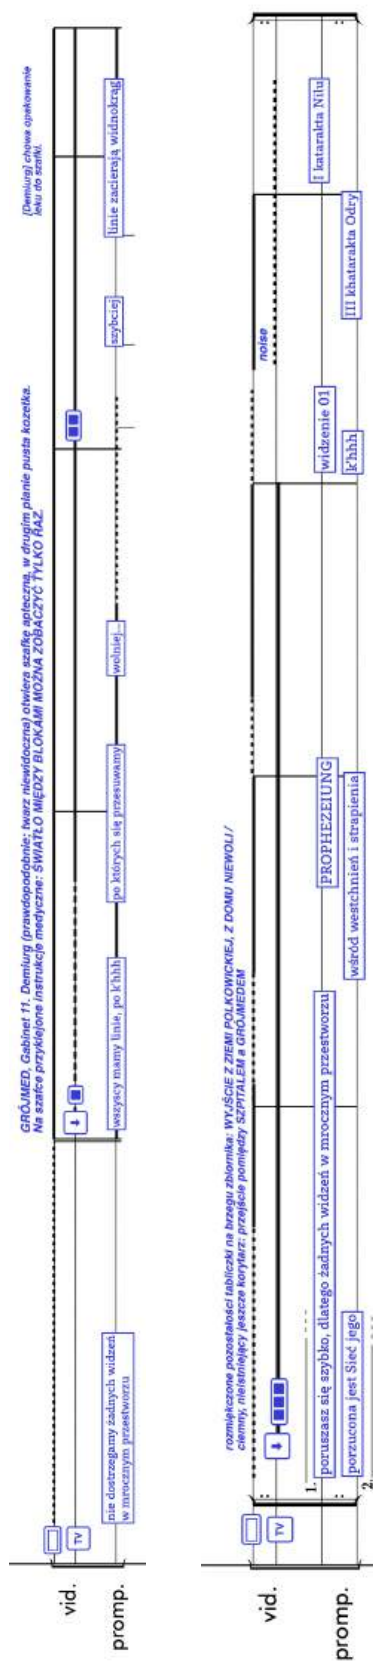 GRÓJMED, Gabinet 11. Demiurg (prawdopodobnie: twarz niewidoczna) otwiera szafkę apteczną, w drugim planie pusta kozetka.
Na szafce przyklejone instrukcje medyczne: ŚWIATŁO MIĘDZY BLOKAMI MOŻNA ZOBACZYĆ TYLKO RAZ.
[Demiurg] chowa opakowanie
leku do szafki.
vid.
TV
promp.
nie dostrzegamy żadnych widzeń
w mrocznym przestworzu
wszyscy mamy linie, po k'hhh
po których się przesuwamy
wolniej...
szybciej
linie zacierają widnokrąg
rozmiękczone pozostałości tabliczki na brzegu zbiornika: WYJŚCIE Z ZIEMI POLKOWICKIEJ, Z DOMU NIEWOLI /
ciemny, nieistniejący jeszcze korytarz: przejście pomiędzy SZPITALEM a GRÓJMEDEM
noise
vid.
TV
promp.
1.
poruszasz się szybko, dlatego żadnych widzeń w mrocznym przestworzu
PROPHEZEIUNG
widzenie 01
I katarakta Nilu
porzucona jest Sieć jego
wśród westchnień i strapienia
k'hhh
III khatarakta Odry
2.